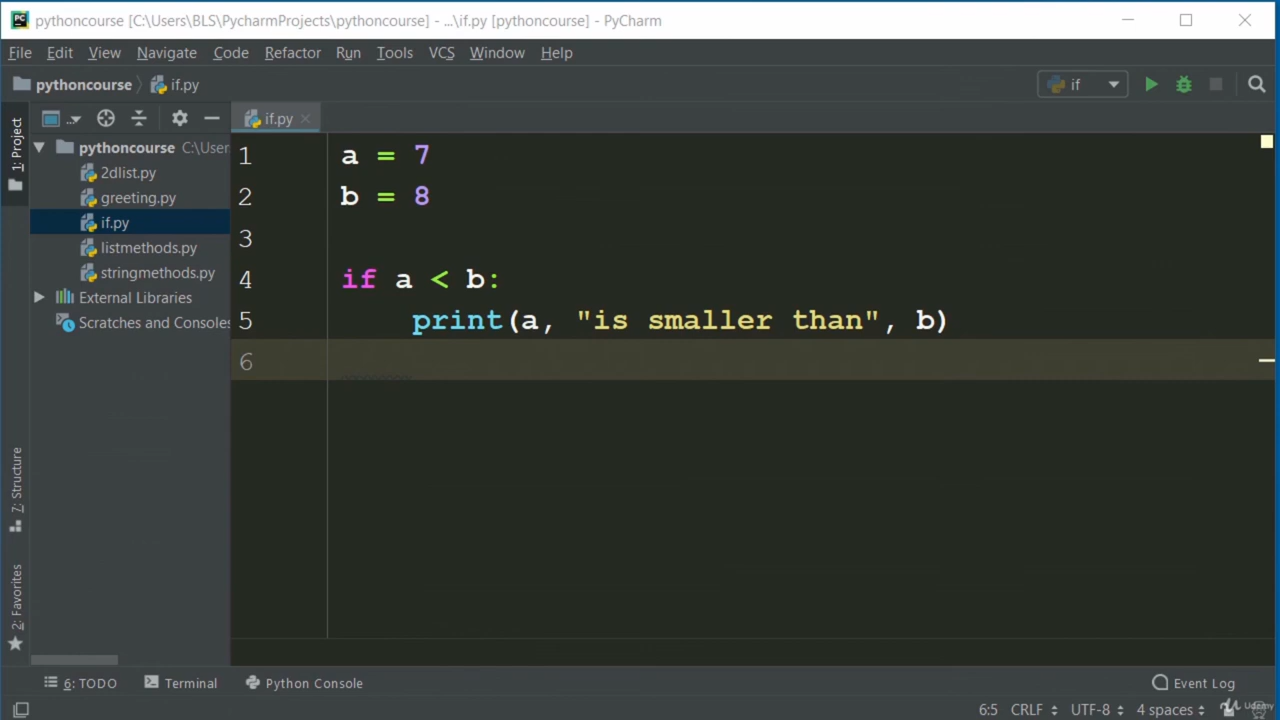 pythoncourse [C:\Users\BLS\PycharmProjects\pythoncourse] - ...\if.py [pythoncourse] - PyCharm
File Edit View Navigate Code Refactor Run Tools VCS Window Help
pythoncourse if.py if
1: Project
if.py
pythoncourse C:\User
2dlist.py
greeting.py
if.py
listmethods.py
stringmethods.py
External Libraries
Scratches and Consoles
7: Structure
2: Favorites
1 a = 7
2 b = 8
3
4 if a < b:
5 print(a, "is smaller than", b)
6
6: TODO Terminal Python Console Event Log
6:5 CRLF UTF-8 4 spaces Udemy